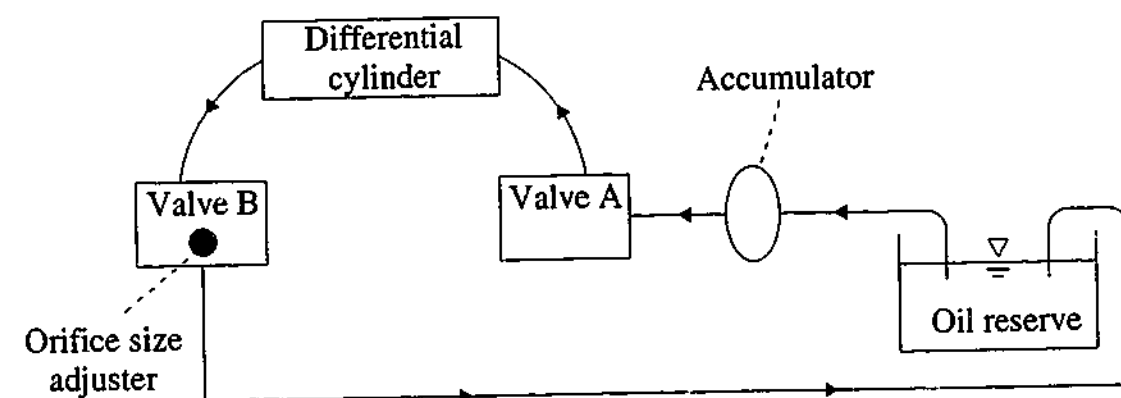 Differential
cylinder
Accumulator
Valve B
Valve A
Oil reserve
Orifice size
adjuster